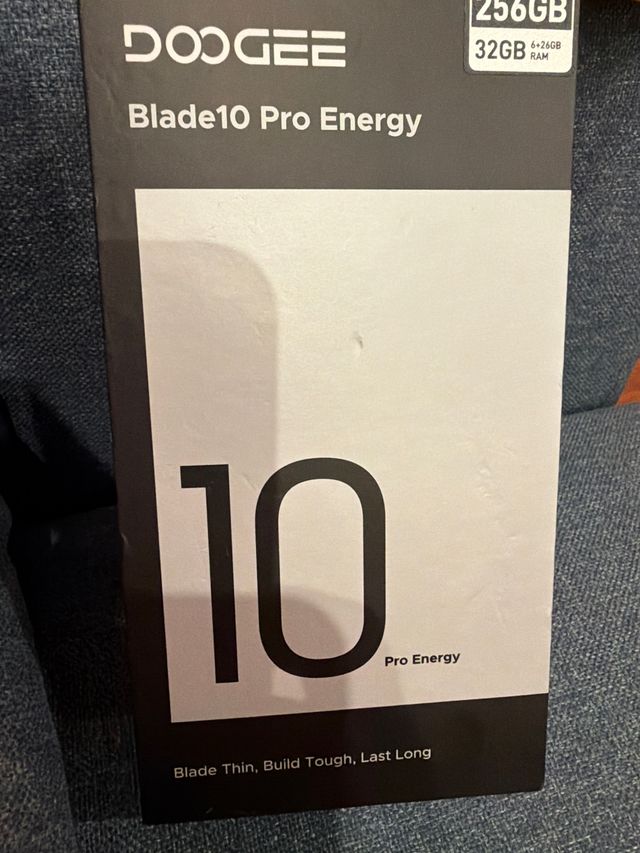 DOOGEE
256GB
32GB 6+26GB RAM
Blade10 Pro Energy
10
Pro Energy
Blade Thin, Build Tough, Last Long